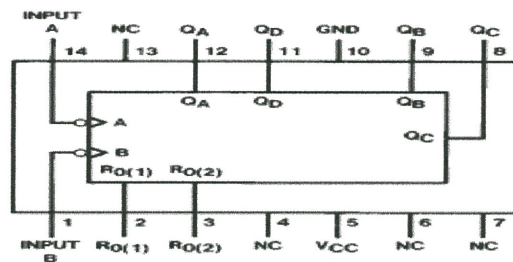 INPUT
A NC QA QD GND QB QC
14 13 12 11 10 9 8
QA QD QB
A
QC
B
RO(1) RO(2)
1 2 3 4 5 6 7
INPUT RO(1) RO(2) NC VCC NC NC
B